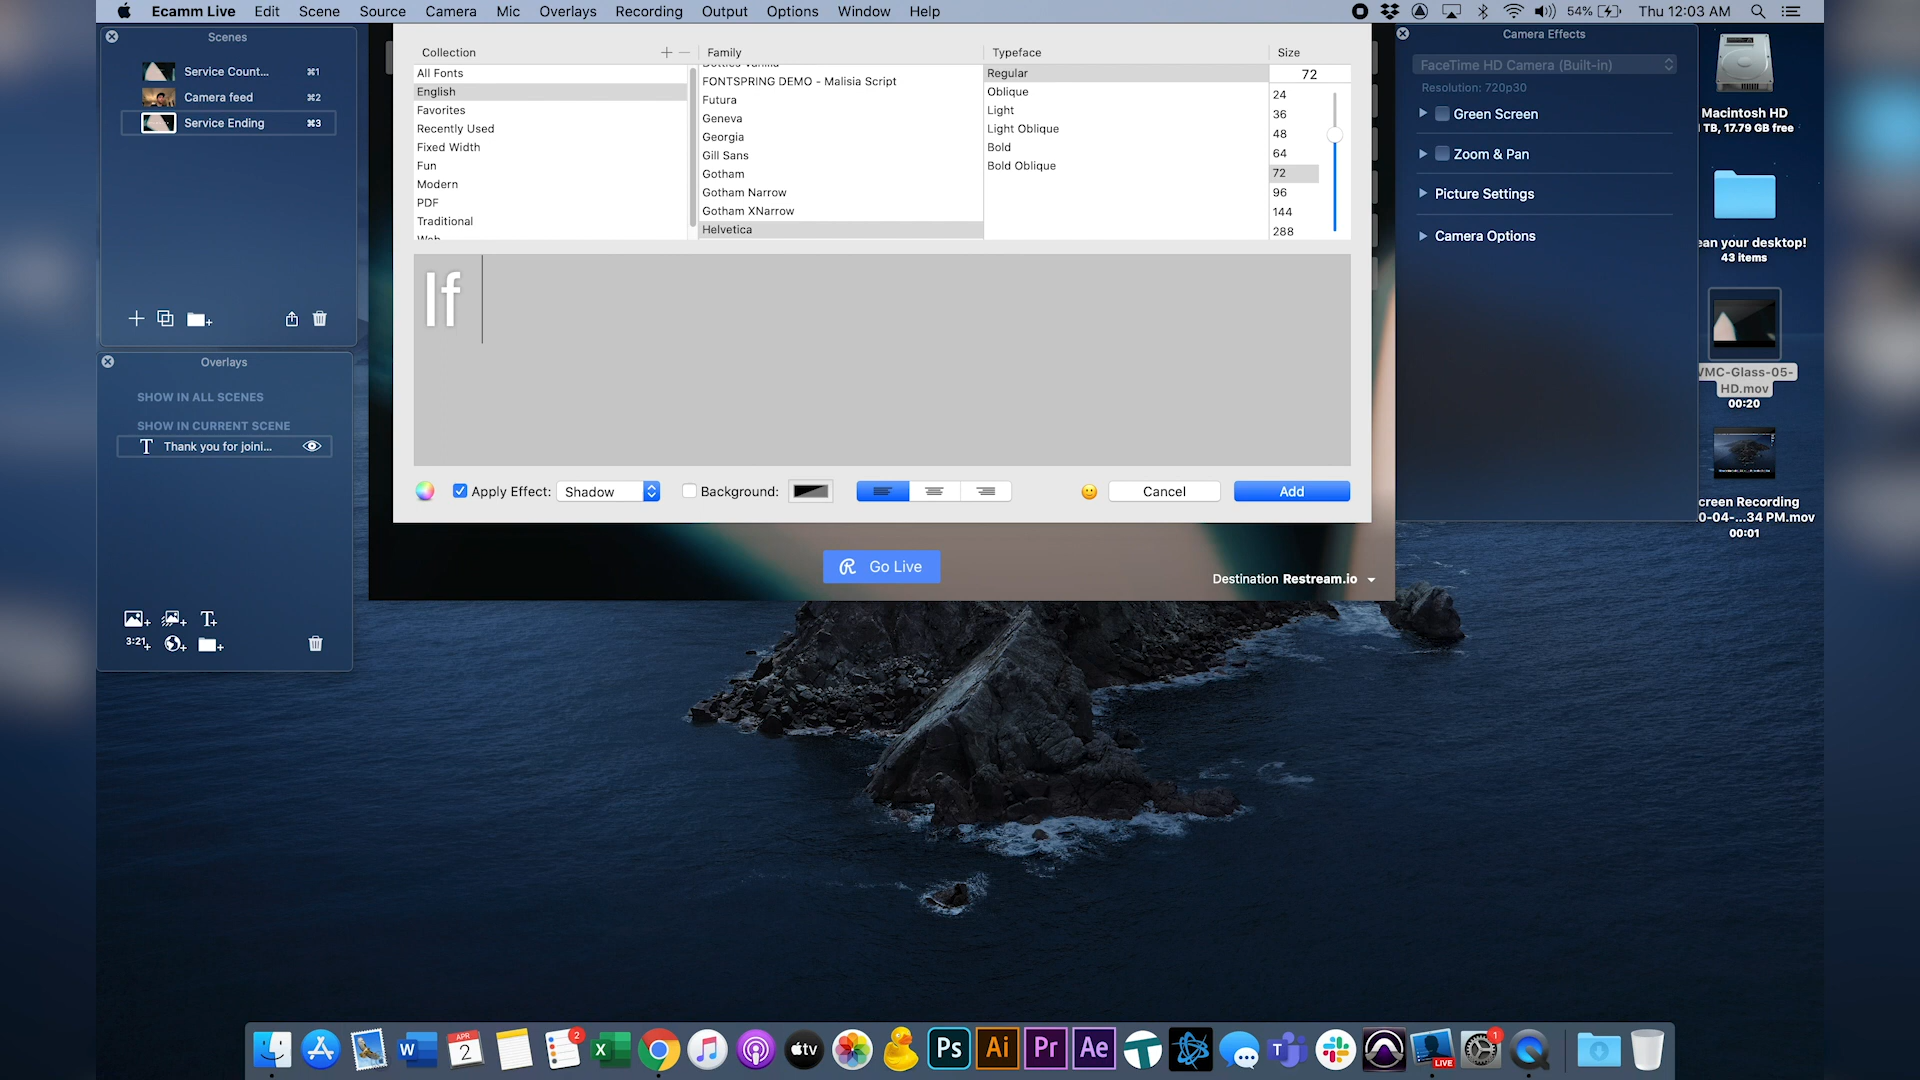 Ecamm Live Edit Scene Source Camera Mic Overlays Recording Output Options Window Help
54% Thu 12:03 AM
Scenes
Service Count... ⌘1
Camera feed ⌘2
Service Ending ⌘3
Overlays
SHOW IN ALL SCENES
SHOW IN CURRENT SCENE
T Thank you for joini...
T+
3:21+
Collection
All Fonts
English
Favorites
Recently Used
Fixed Width
Fun
Modern
PDF
Traditional
Web
Family
FONTSPRING DEMO - Malisia Script
Futura
Geneva
Georgia
Gill Sans
Gotham
Gotham Narrow
Gotham XNarrow
Helvetica
Typeface
Regular
Oblique
Light
Light Oblique
Bold
Bold Oblique
Size
72
24
36
48
64
72
96
144
288
If
Apply Effect: Shadow Background: Cancel Add
Go Live
Destination Restream.io
Camera Effects
FaceTime HD Camera (Built-in)
Resolution: 720p30
Green Screen
Zoom & Pan
Picture Settings
Camera Options
Macintosh HD
TB, 17.79 GB free
ean your desktop!
43 items
VMC-Glass-05-
HD.mov
00:20
creen Recording
0-04-...34 PM.mov
00:01
W
APR
2
2
X
tv
Ps
Ai
Pr
Ae
T
LIVE
1